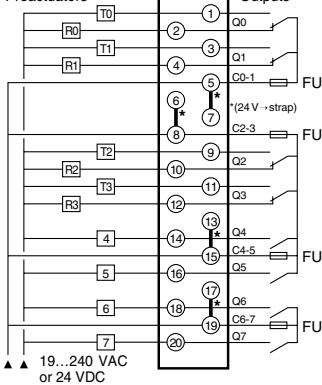 Preactuators Outputs
T0 1
R0 2 Q0
T1 3
R1 4 Q1
5 C0-1 FU
6 * * (24 V→strap)
7
8 C2-3 FU
T2 9
R2 10 Q2
T3 11
R3 12 Q3
13
4 14 * Q4
15 C4-5 FU
5 16 Q5
17
6 18 * Q6
19 C6-7 FU
7 20 Q7
19...240 VAC
or 24 VDC